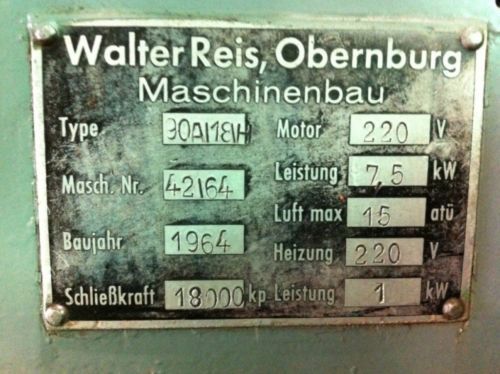 Walter Reis, Obernburg
Maschinenbau
Type Motor 220 V
Masch. Nr. 42164 Leistung 7,5 kW
Luft max 15 atü
Baujahr 1964 Heizung 220 V
Schließkraft 18000 kp Leistung 1 kW